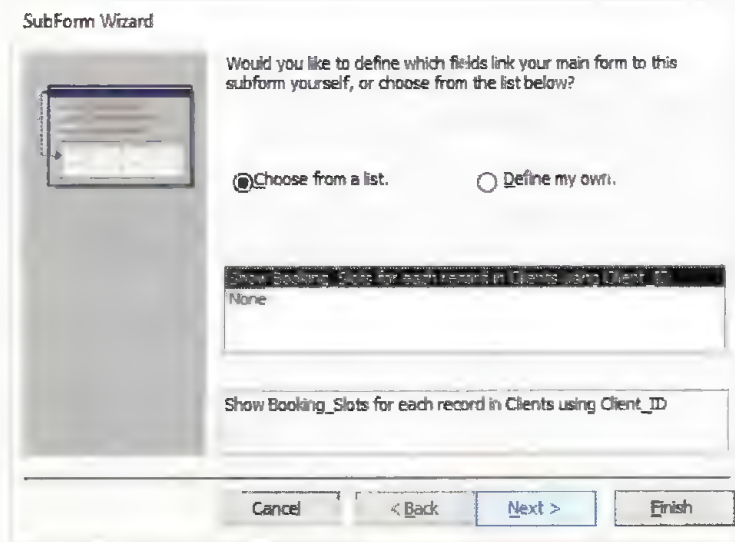 SubForm Wizard
Would you like to define which fields link your main form to this
subform yourself, or choose from the list below?
Choose from a list.
Define my own.
Show Booking_Slots for each record in Clients using Client_ID
None
Show Booking_Slots for each record in Clients using Client_ID
Cancel
< Back
Next >
Finish